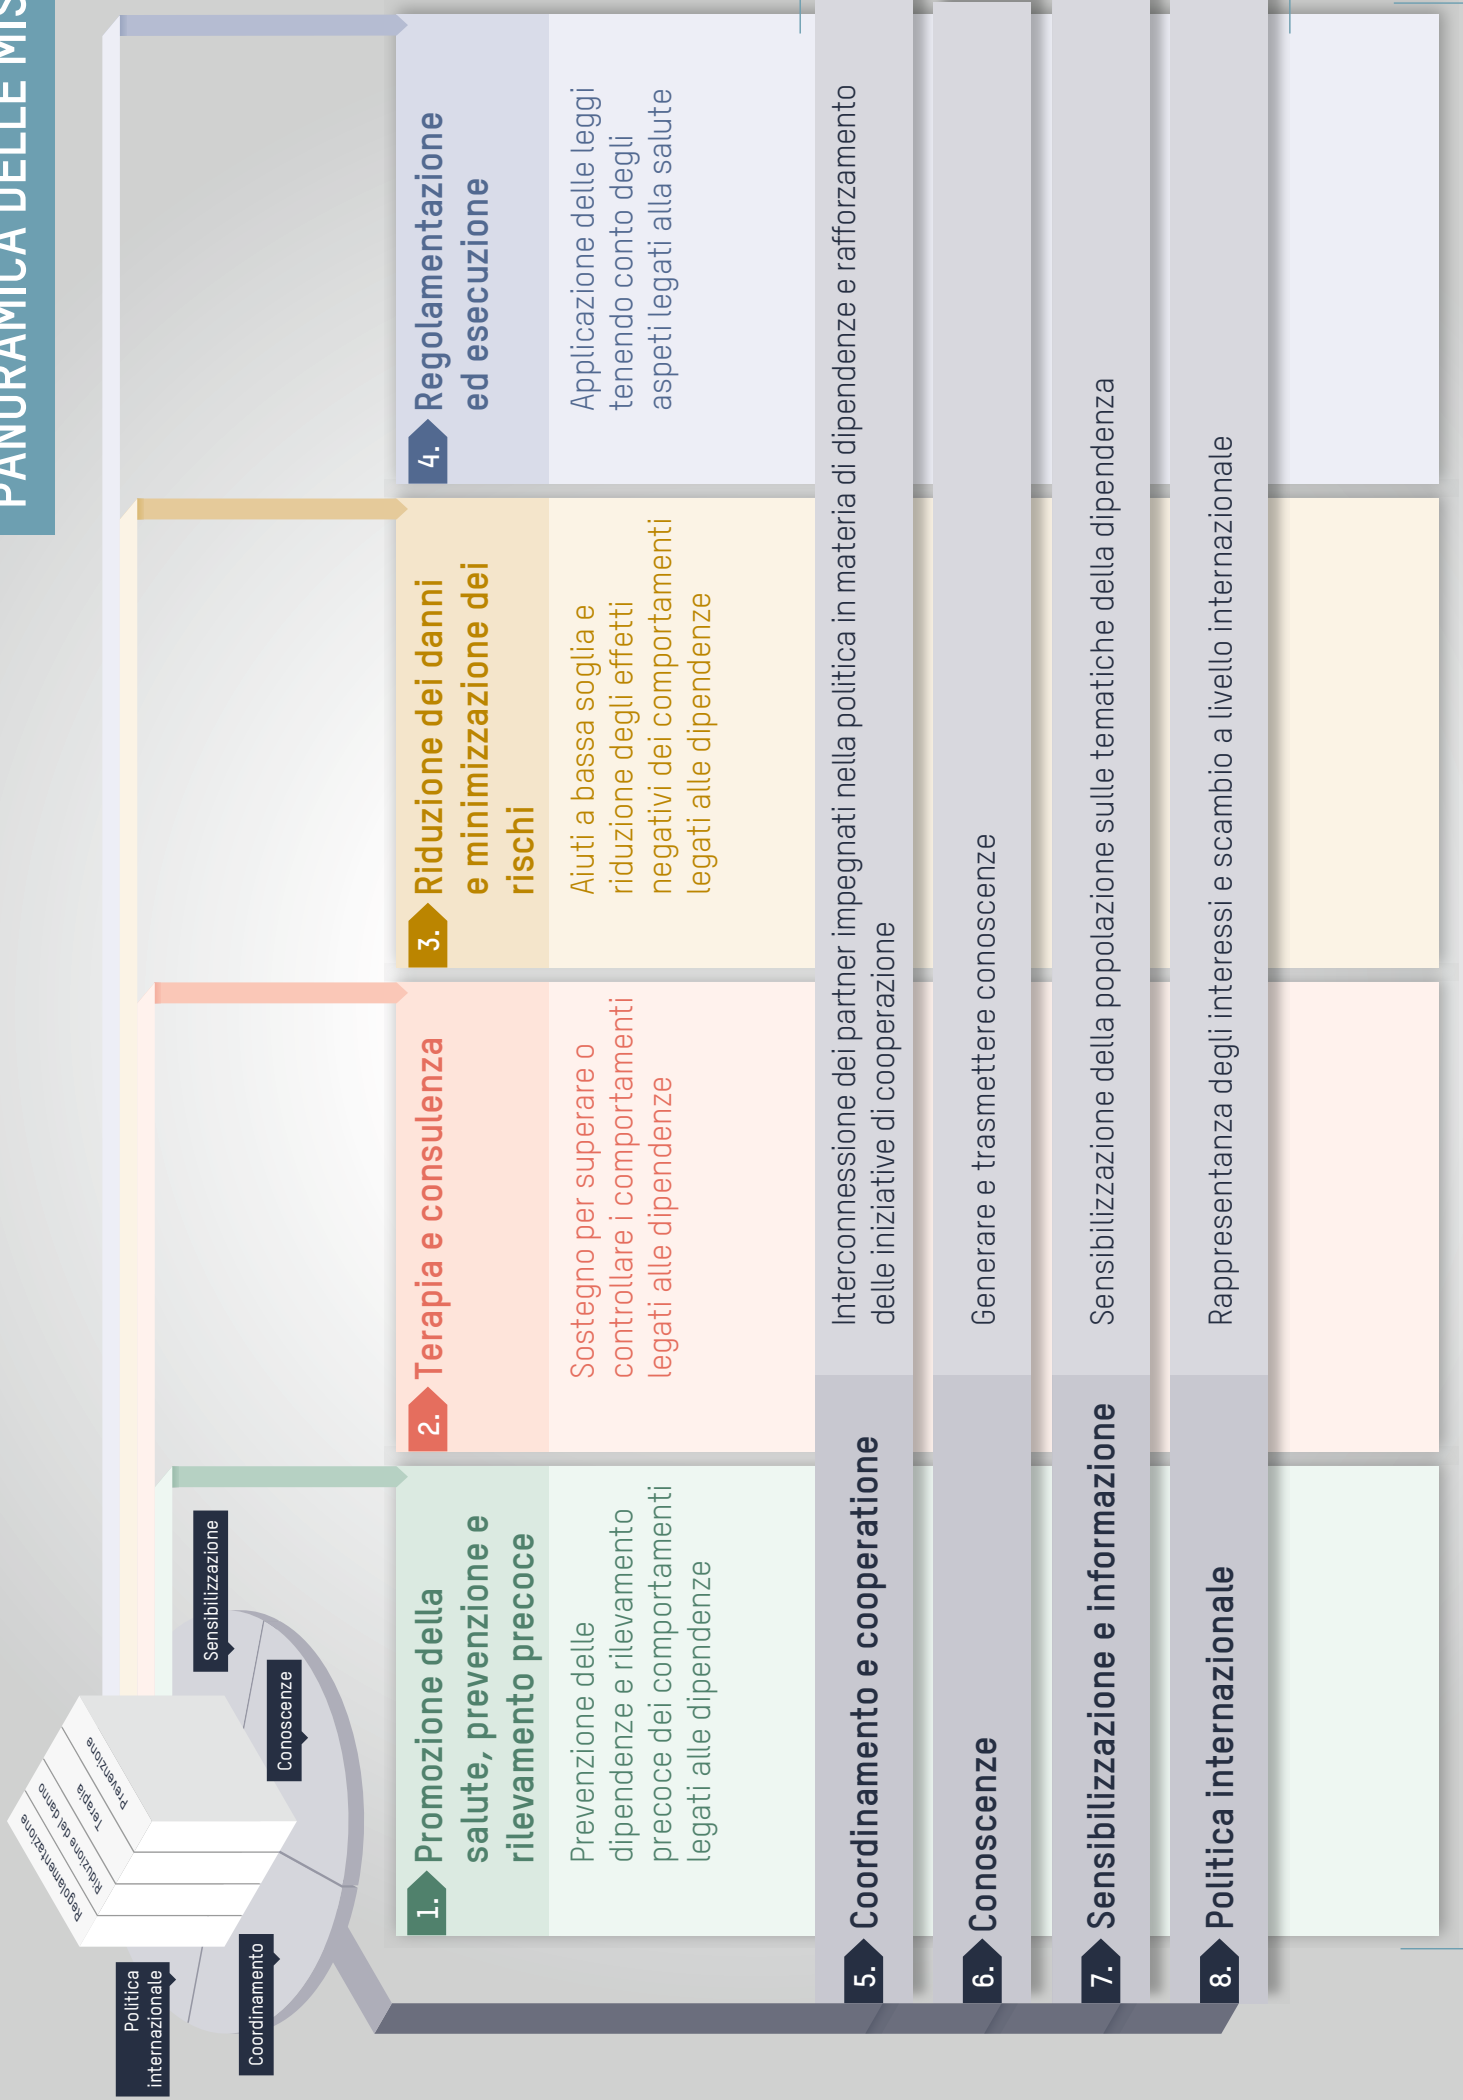 PANORAMICA DELLE
Politica
internazionale
Coordinamento
Conoscenze
Sensibilizzazione
Regolamentazione
Riduzione del danno
Terapia
Prevenzione
1. Promozione della
salute, prevenzione e
rilevamento precoce
Prevenzione delle
dipendenze e rilevamento
precoce dei comportamenti
legati alle dipendenze
2. Terapia e consulenza
Sostegno per superare o
controllare i comportamenti
legati alle dipendenze
3. Riduzione dei danni
e minimizzazione dei
rischi
Aiuti a bassa soglia e
riduzione degli effetti
negativi dei comportamenti
legati alle dipendenze
4. Regolamentazione
ed esecuzione
Applicazione delle leggi
tenendo conto degli
aspeti legati alla salute
5. Coordinamento e cooperatione
Interconnessione dei partner impegnati nella politica in materia di dipendenze e rafforzamento
delle iniziative di cooperazione
6. Conoscenze
Generare e trasmettere conoscenze
7. Sensibilizzazione e informazione
Sensibilizzazione della popolazione sulle tematiche della dipendenza
8. Politica internazionale
Rappresentanza degli interessi e scambio a livello internazionale